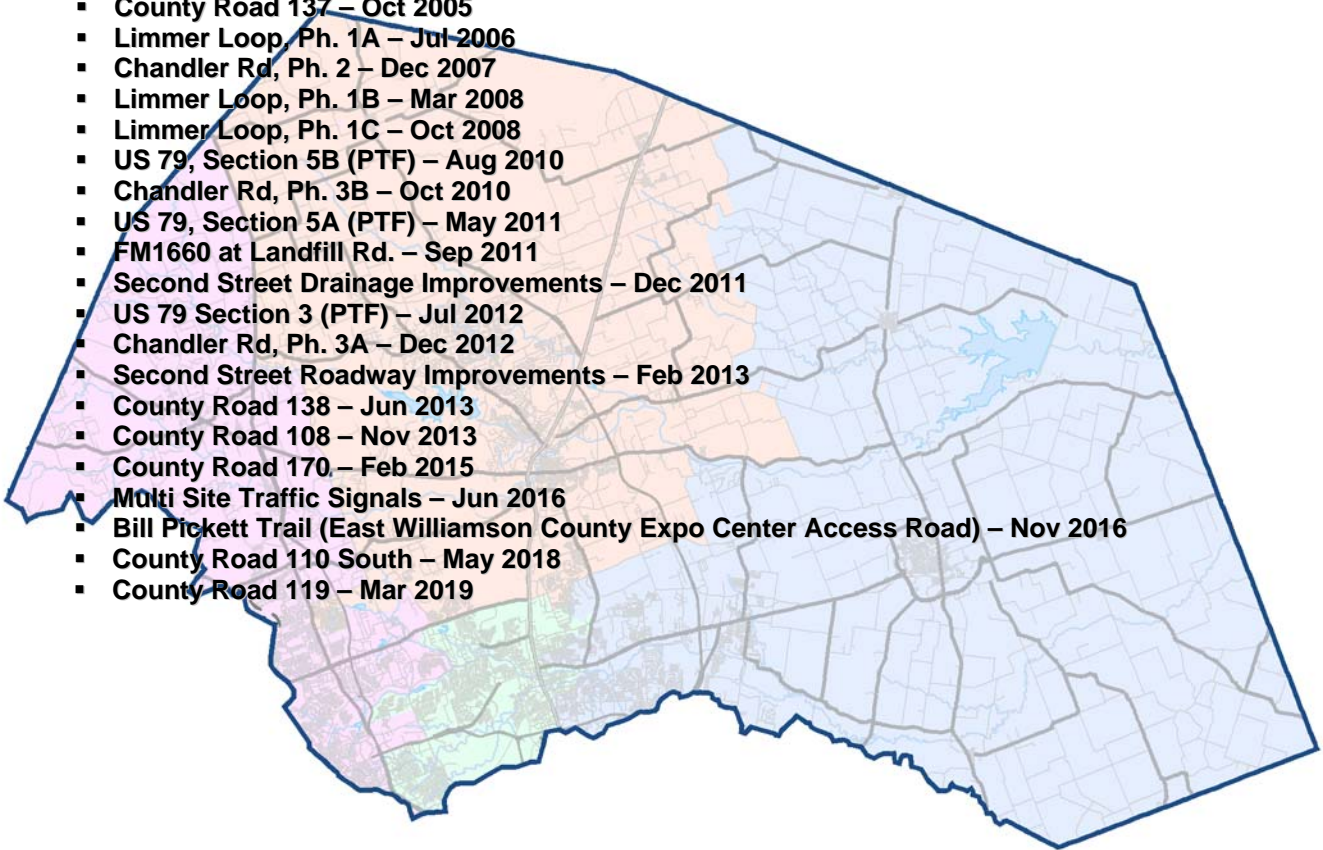 ▪ County Road 137 – Oct 2005
▪ Limmer Loop, Ph. 1A – Jul 2006
▪ Chandler Rd, Ph. 2 – Dec 2007
▪ Limmer Loop, Ph. 1B – Mar 2008
▪ Limmer Loop, Ph. 1C – Oct 2008
▪ US 79, Section 5B (PTF) – Aug 2010
▪ Chandler Rd, Ph. 3B – Oct 2010
▪ US 79, Section 5A (PTF) – May 2011
▪ FM1660 at Landfill Rd. – Sep 2011
▪ Second Street Drainage Improvements – Dec 2011
▪ US 79 Section 3 (PTF) – Jul 2012
▪ Chandler Rd, Ph. 3A – Dec 2012
▪ Second Street Roadway Improvements – Feb 2013
▪ County Road 138 – Jun 2013
▪ County Road 108 – Nov 2013
▪ County Road 170 – Feb 2015
▪ Multi Site Traffic Signals – Jun 2016
▪ Bill Pickett Trail (East Williamson County Expo Center Access Road) – Nov 2016
▪ County Road 110 South – May 2018
▪ County Road 119 – Mar 2019